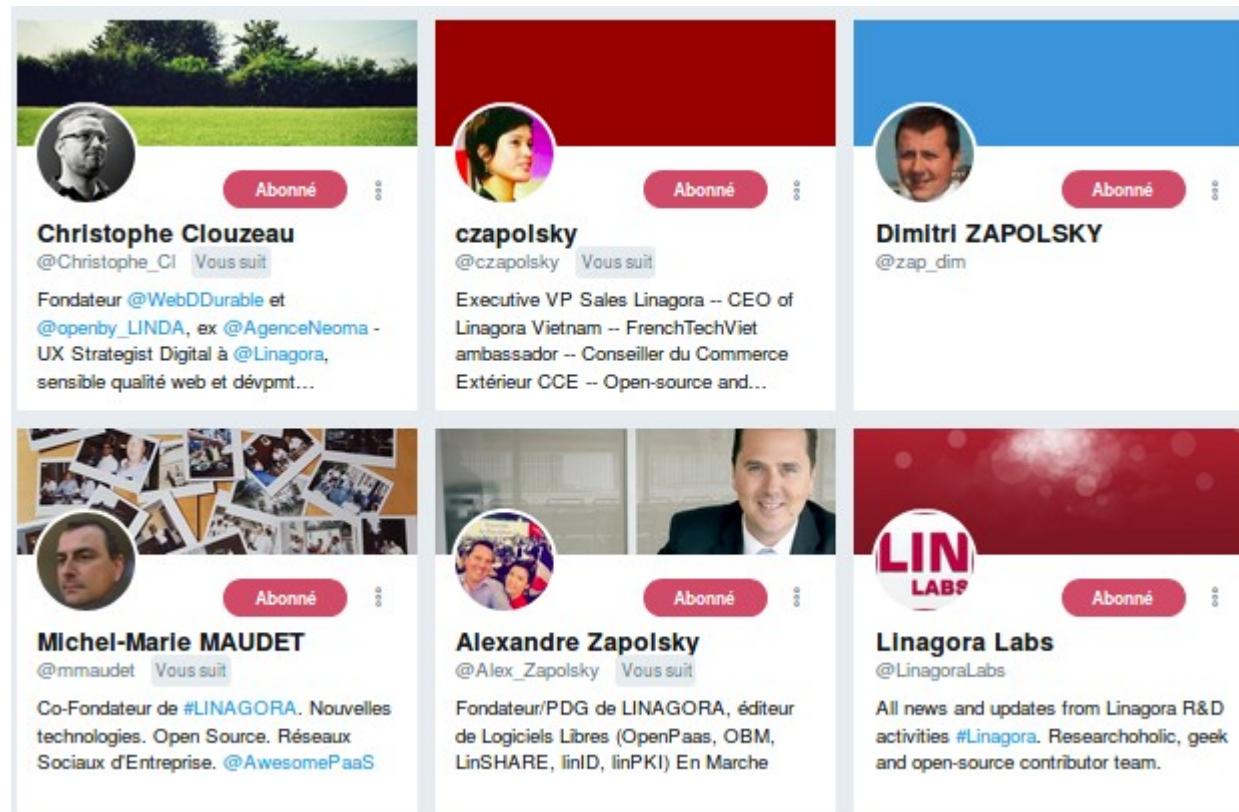 Abonné
Christophe Clouzeau
@Christophe_Cl Vous suit
Fondateur @WebDDurable et
@openby_LINDA, ex @AgenceNeoma -
UX Strategist Digital à @Linagora,
sensible qualité web et dévpmt...
Abonné
czapolsky
@czapolsky Vous suit
Executive VP Sales Linagora -- CEO of
Linagora Vietnam -- FrenchTechViet
ambassador -- Conseiller du Commerce
Extérieur CCE -- Open-source and...
Abonné
Dimitri ZAPOLSKY
@zap_dim
Abonné
Michel-Marie MAUDET
@mmaudet Vous suit
Co-Fondateur de #LINAGORA. Nouvelles
technologies. Open Source. Réseaux
Sociaux d'Entreprise. @AwesomePaaS
Abonné
Alexandre Zapolsky
@Alex_Zapolsky Vous suit
Fondateur/PDG de LINAGORA, éditeur
de Logiciels Libres (OpenPaas, OBM,
LinSHARE, linID, linPKI) En Marche
LIN
LABS
Abonné
Linagora Labs
@LinagoraLabs
All news and updates from Linagora R&D
activities #Linagora. Researchoholic, geek
and open-source contributor team.